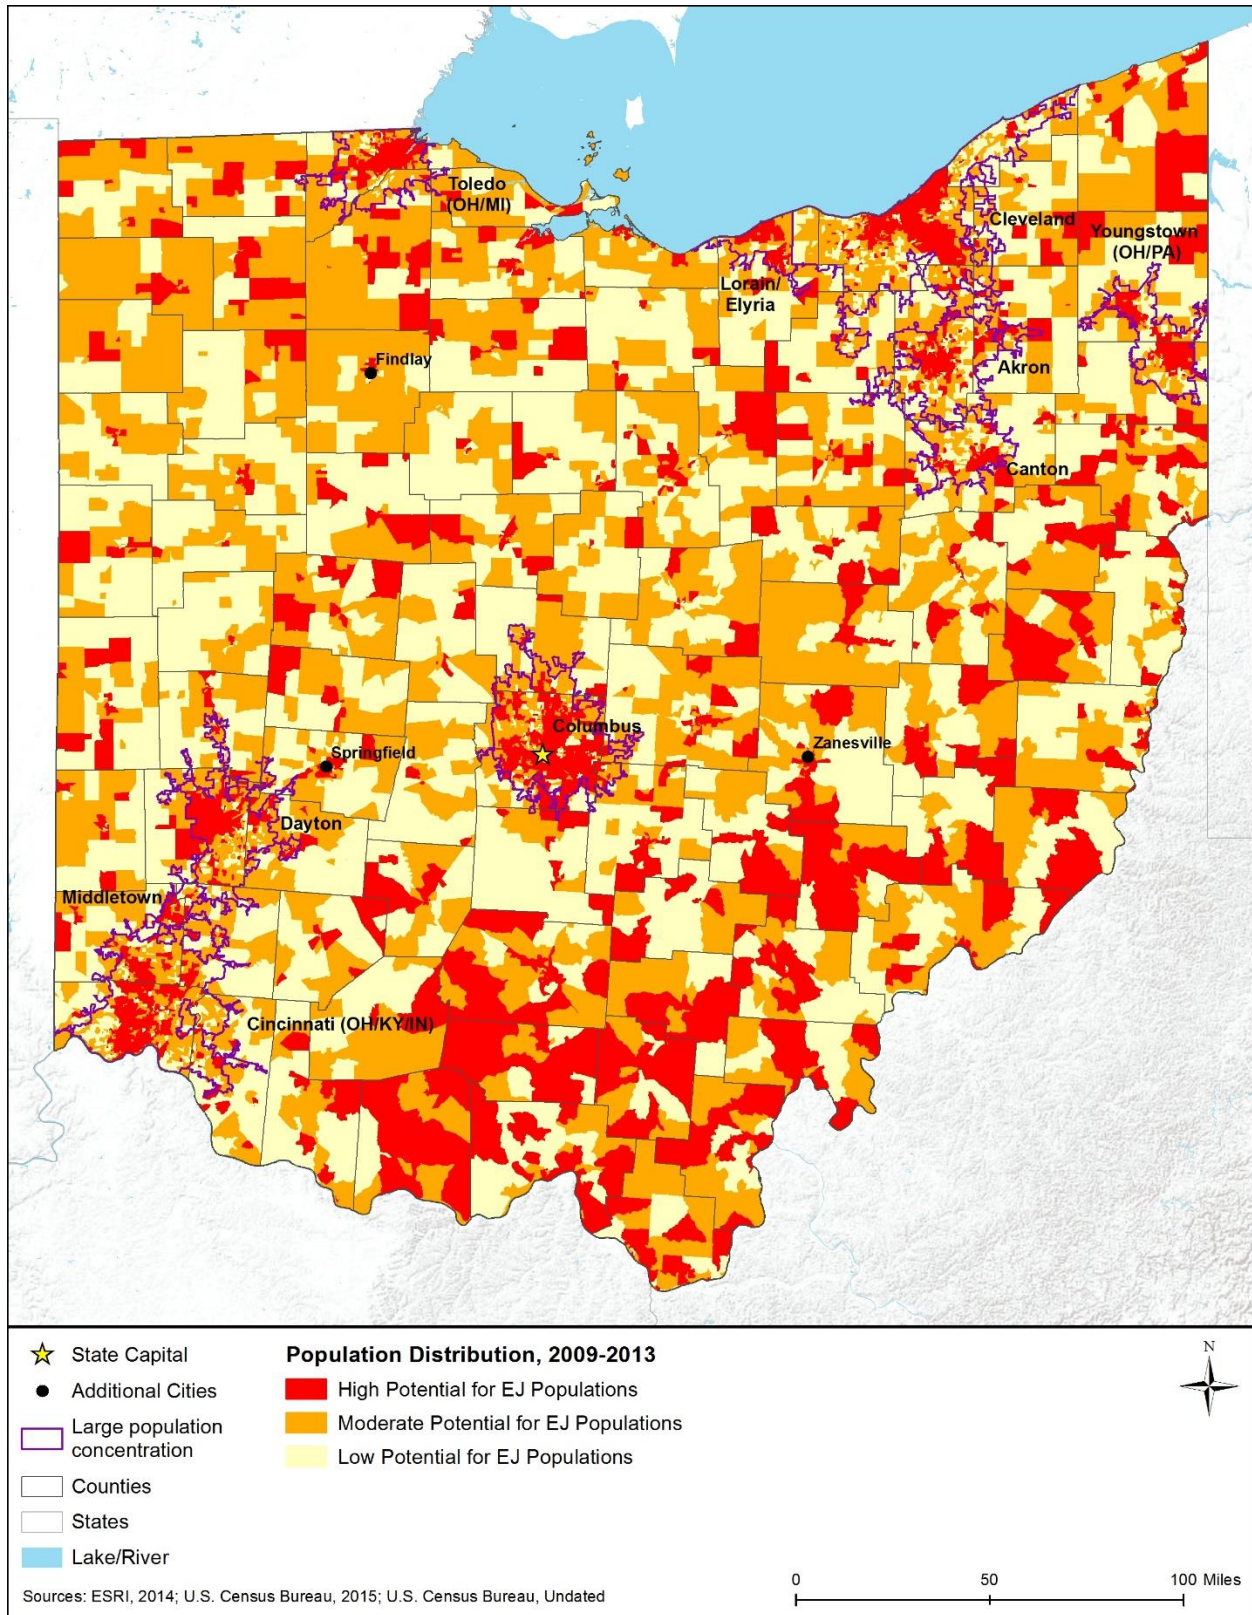 Toledo
(OH/MI)
Cleveland
Youngstown
(OH/PA)
Lorain/
Elyria
Findlay
Akron
Canton
Columbus
Zanesville
Springfield
Dayton
Middletown
Cincinnati (OH/KY/IN)
State Capital
Additional Cities
Large population
concentration
Counties
States
Lake/River
Population Distribution, 2009-2013
High Potential for EJ Populations
Moderate Potential for EJ Populations
Low Potential for EJ Populations
N
Sources: ESRI, 2014; U.S. Census Bureau, 2015; U.S. Census Bureau, Undated
0 50 100 Miles